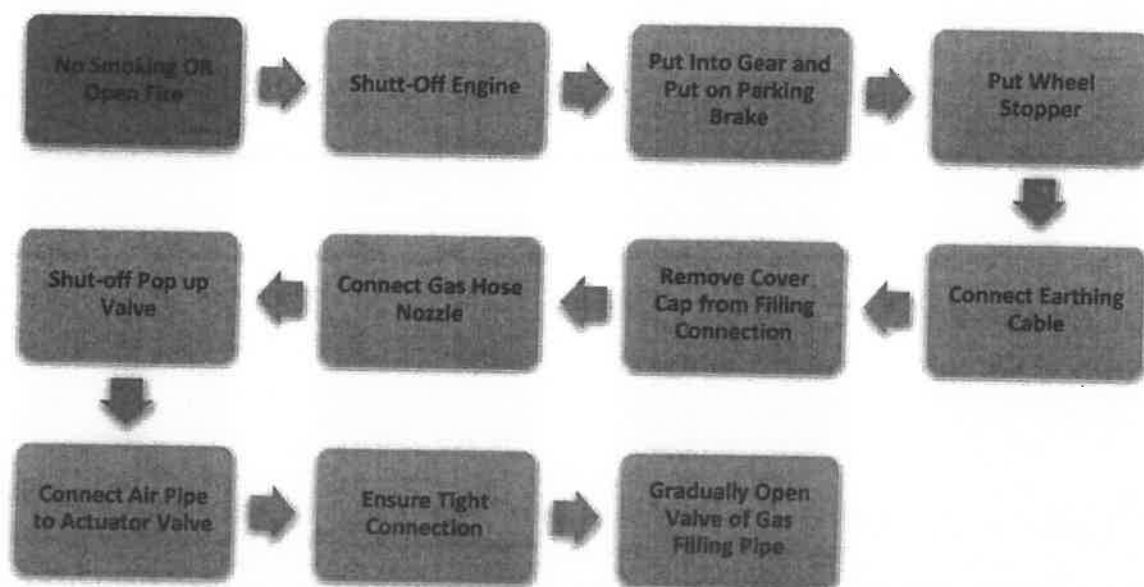 No Smoking OR
Open Fire
Shutt-Off Engine
Put Into Gear and
Put on Parking
Brake
Put Wheel
Stopper
Connect Earthing
Cable
Remove Cover
Cap from Filling
Connection
Connect Gas Hose
Nozzle
Shut-off Pop up
Valve
Connect Air Pipe
to Actuator Valve
Ensure Tight
Connection
Gradually Open
Valve of Gas
Filling Pipe